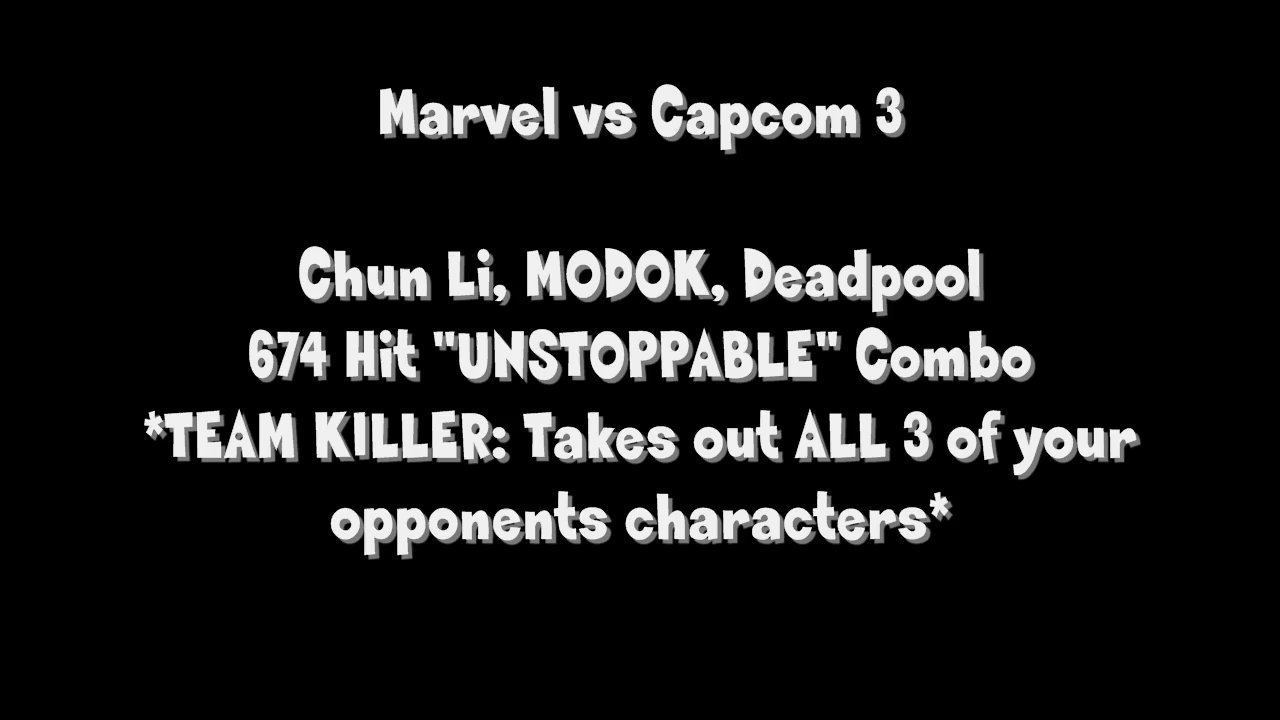 Marvel vs Capcom 3
Chun Li, MODOK, Deadpool
674 Hit "UNSTOPPABLE" Combo
*TEAM KILLER: Takes out ALL 3 of your
opponents characters*